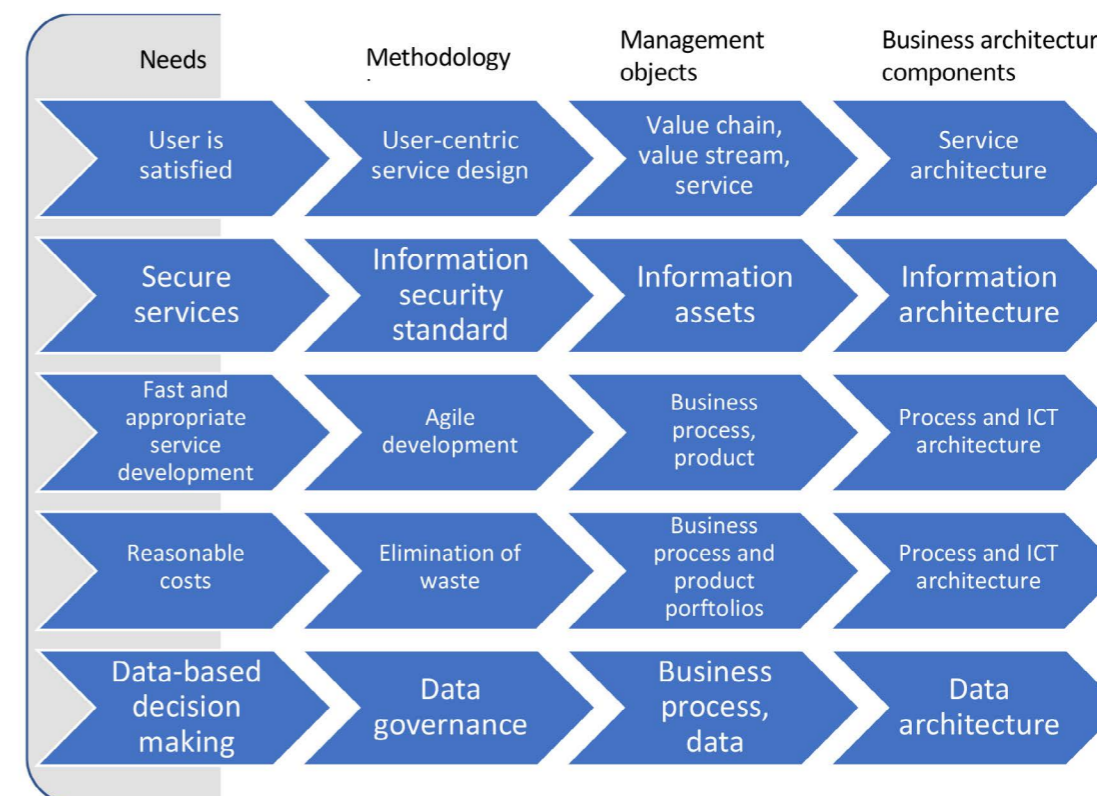 Needs
Methodology
Management
objects
Business architectur
components
User is
satisfied
User-centric
service design
Value chain,
value stream,
service
Service
architecture
Secure
services
Information
security
standard
Information
assets
Information
architecture
Fast and
appropriate
service
development
Agile
development
Business
process,
product
Process and ICT
architecture
Reasonable
costs
Elimination of
waste
Business
process and
product
porftolios
Process and ICT
architecture
Data-based
decision
making
Data
governance
Business
process,
data
Data
architecture